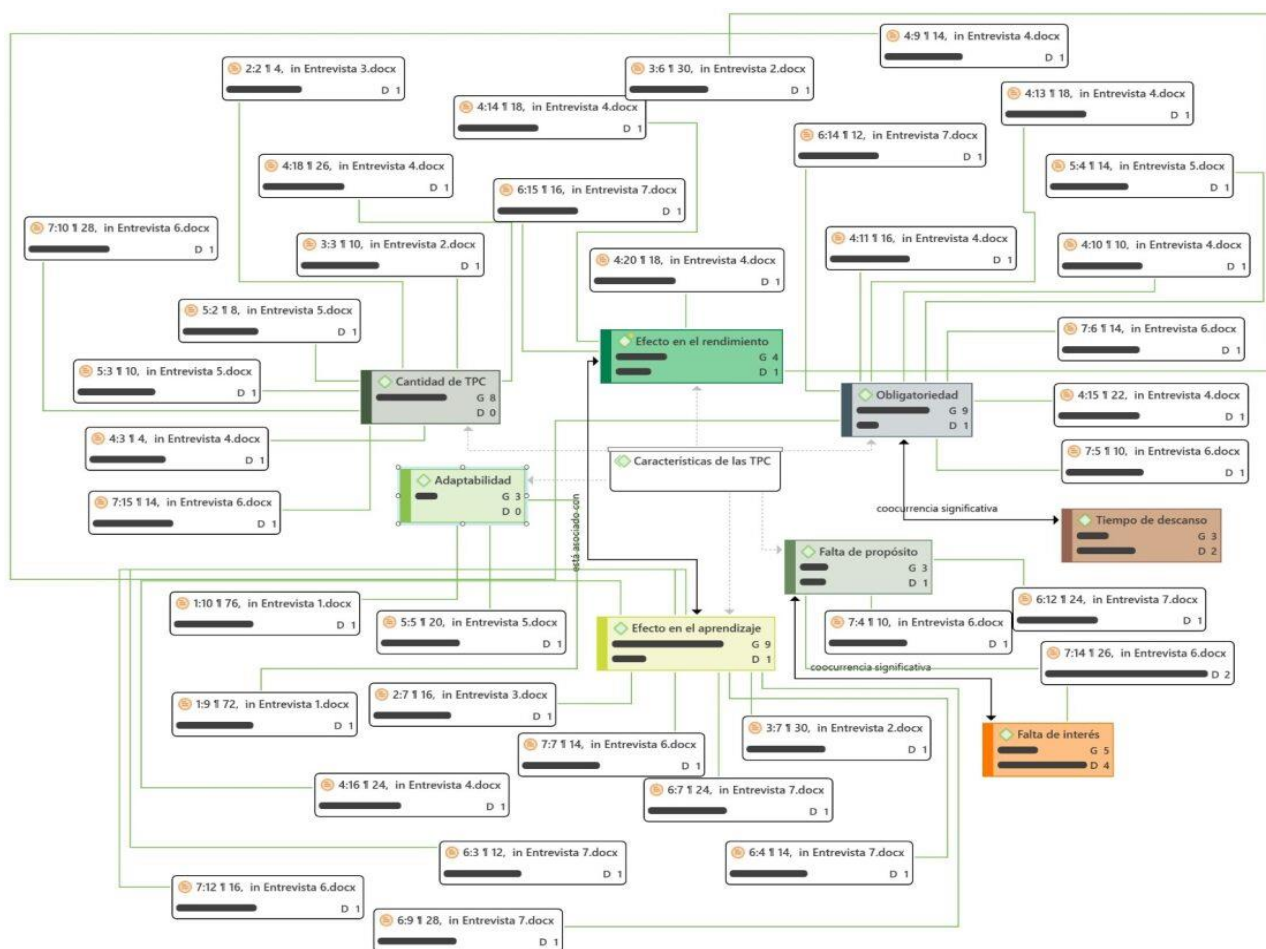 4:9 ¶ 14, in Entrevista 4.docx
D 1
2:2 ¶ 4, in Entrevista 3.docx
D 1
3:6 ¶ 30, in Entrevista 2.docx
D 1
4:13 ¶ 18, in Entrevista 4.docx
D 1
4:14 ¶ 18, in Entrevista 4.docx
D 1
6:14 ¶ 12, in Entrevista 7.docx
D 1
4:18 ¶ 26, in Entrevista 4.docx
D 1
5:4 ¶ 14, in Entrevista 5.docx
D 1
6:15 ¶ 16, in Entrevista 7.docx
D 1
7:10 ¶ 28, in Entrevista 6.docx
D 1
3:3 ¶ 10, in Entrevista 2.docx
D 1
4:11 ¶ 16, in Entrevista 4.docx
D 1
4:10 ¶ 10, in Entrevista 4.docx
D 1
4:20 ¶ 18, in Entrevista 4.docx
D 1
5:2 ¶ 8, in Entrevista 5.docx
D 1
7:6 ¶ 14, in Entrevista 6.docx
D 1
Efecto en el rendimiento
G 4
D 1
5:3 ¶ 10, in Entrevista 5.docx
D 1
Cantidad de TPC
G 8
D 0
Obligatoriedad
G 9
D 1
4:15 ¶ 22, in Entrevista 4.docx
D 1
4:3 ¶ 4, in Entrevista 4.docx
D 1
7:5 ¶ 10, in Entrevista 6.docx
D 1
Características de las TPC
Adaptabilidad
G 3
D 0
7:15 ¶ 14, in Entrevista 6.docx
D 1
está asociado con
coocurrencia significativa
Tiempo de descanso
G 3
D 2
Falta de propósito
G 3
D 1
1:10 ¶ 76, in Entrevista 1.docx
D 1
5:5 ¶ 20, in Entrevista 5.docx
D 1
Efecto en el aprendizaje
G 9
D 1
7:4 ¶ 10, in Entrevista 6.docx
D 1
6:12 ¶ 24, in Entrevista 7.docx
D 1
7:14 ¶ 26, in Entrevista 6.docx
D 2
coocurrencia significativa
1:9 ¶ 72, in Entrevista 1.docx
D 1
2:7 ¶ 16, in Entrevista 3.docx
D 1
3:7 ¶ 30, in Entrevista 2.docx
D 1
Falta de interés
G 5
D 4
7:7 ¶ 14, in Entrevista 6.docx
D 1
4:16 ¶ 24, in Entrevista 4.docx
D 1
6:7 ¶ 24, in Entrevista 7.docx
D 1
6:3 ¶ 12, in Entrevista 7.docx
D 1
6:4 ¶ 14, in Entrevista 7.docx
D 1
7:12 ¶ 16, in Entrevista 6.docx
D 1
6:9 ¶ 28, in Entrevista 7.docx
D 1